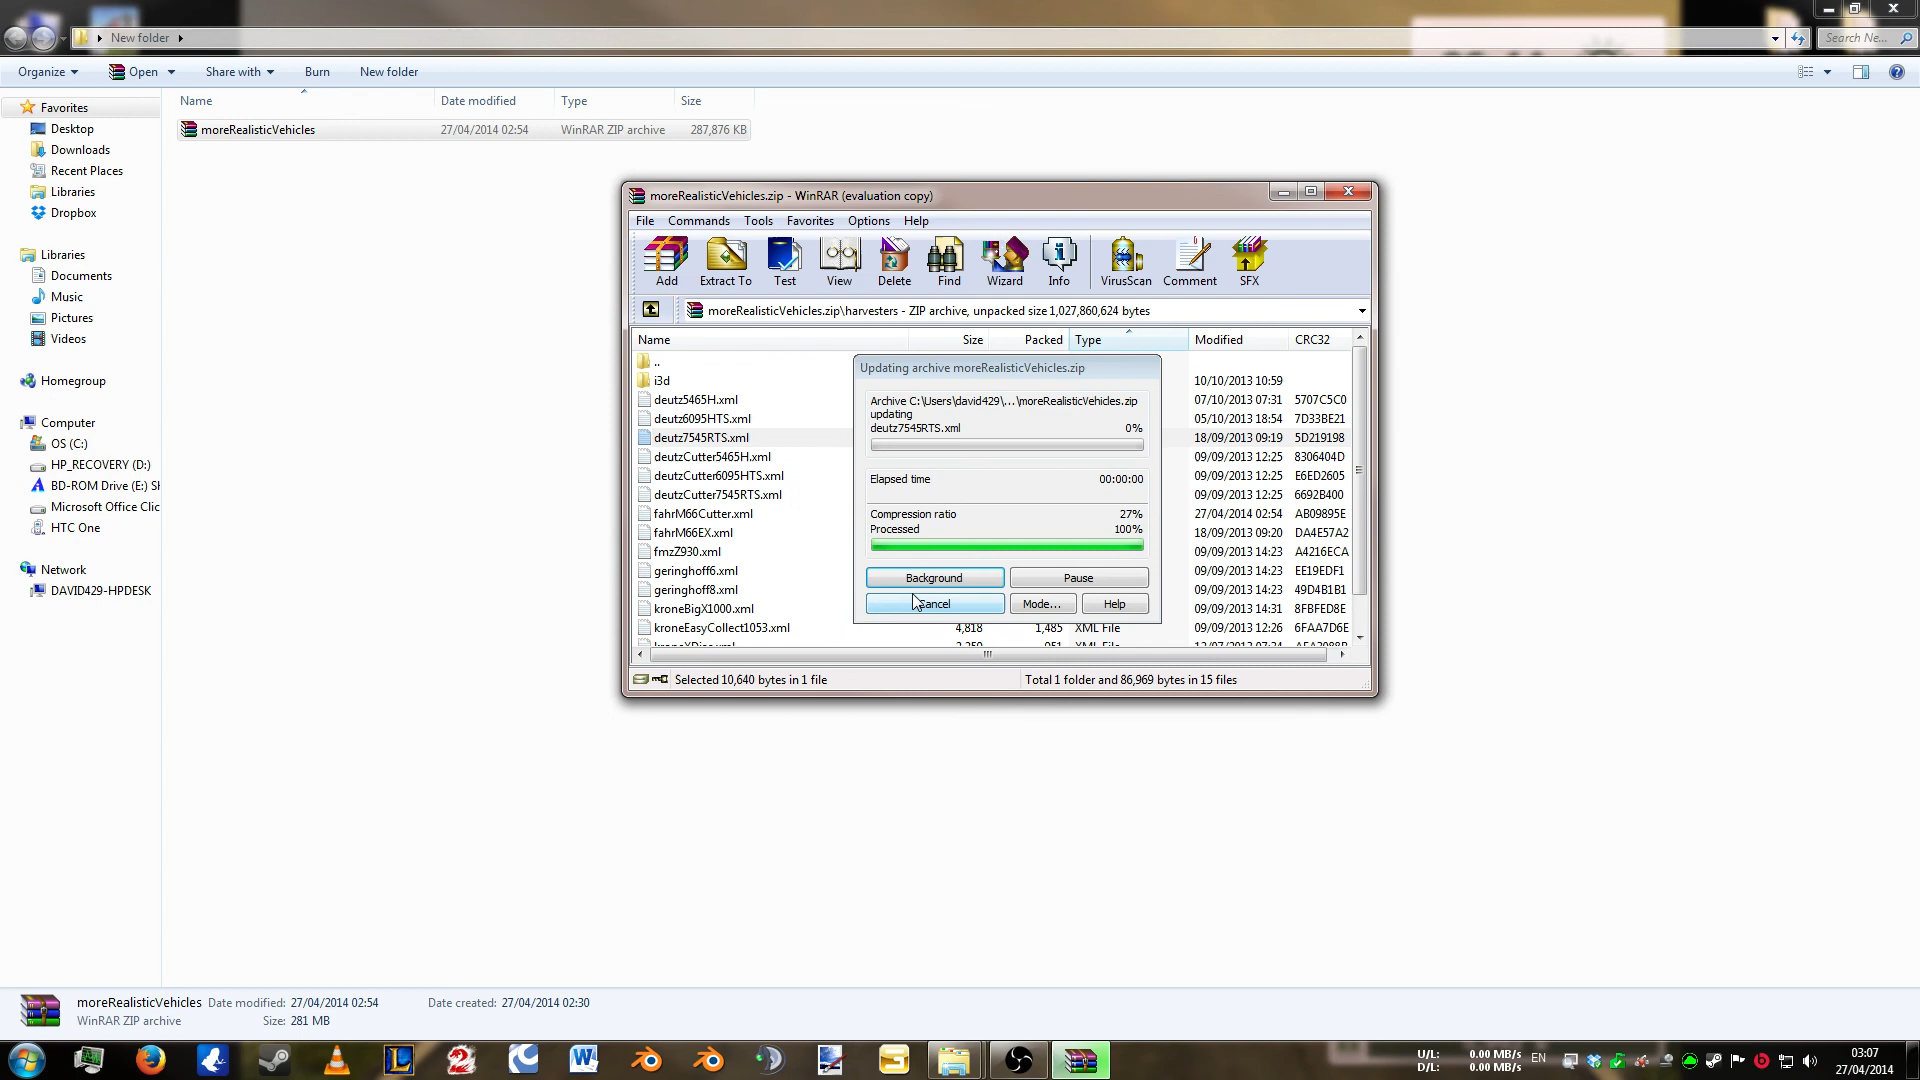 New folder
Search Ne...
Organize Open Share with Burn New folder
Name Date modified Type Size
moreRealisticVehicles 27/04/2014 02:54 WinRAR ZIP archive 287,876 KB
Favorites
Desktop
Downloads
Recent Places
Libraries
Dropbox
Libraries
Documents
Music
Pictures
Videos
Homegroup
Computer
OS (C:)
HP_RECOVERY (D:)
BD-ROM Drive (E:) SH
Microsoft Office Clic
HTC One
Network
DAVID429-HPDESK
moreRealisticVehicles.zip - WinRAR (evaluation copy)
File Commands Tools Favorites Options Help
Add Extract To Test View Delete Find Wizard Info VirusScan Comment SFX
moreRealisticVehicles.zip\harvesters - ZIP archive, unpacked size 1,027,860,624 bytes
Name Size Packed Type Modified CRC32
..
i3d 10/10/2013 10:59
deutz5465H.xml 07/10/2013 07:31 5707C5C0
deutz6095HTS.xml 05/10/2013 18:54 7D33BE21
deutz7545RTS.xml 18/09/2013 09:19 5D219198
deutzCutter5465H.xml 09/09/2013 12:25 8306404D
deutzCutter6095HTS.xml 09/09/2013 12:25 E6ED2605
deutzCutter7545RTS.xml 09/09/2013 12:25 6692B400
fahrM66Cutter.xml 27/04/2014 02:54 AB09895E
fahrM66EX.xml 18/09/2013 09:20 DA4E57A2
fmzZ930.xml 09/09/2013 14:23 A4216ECA
geringhoff6.xml 09/09/2013 14:23 EE19EDF1
geringhoff8.xml 09/09/2013 14:23 49D4B1B1
kroneBigX1000.xml 09/09/2013 14:31 8FBFED8E
kroneEasyCollect1053.xml 4,818 1,485 XML File 09/09/2013 12:26 6FAA7D6E
Updating archive moreRealisticVehicles.zip
Archive C:\Users\david429\...\moreRealisticVehicles.zip
updating
deutz7545RTS.xml 0%
Elapsed time 00:00:00
Compression ratio 27%
Processed 100%
Background Pause
Cancel Mode... Help
Selected 10,640 bytes in 1 file Total 1 folder and 86,969 bytes in 15 files
moreRealisticVehicles Date modified: 27/04/2014 02:54 Date created: 27/04/2014 02:30
WinRAR ZIP archive Size: 281 MB
U/L: 0.00 MB/s
D/L: 0.00 MB/s
EN
03:07
27/04/2014